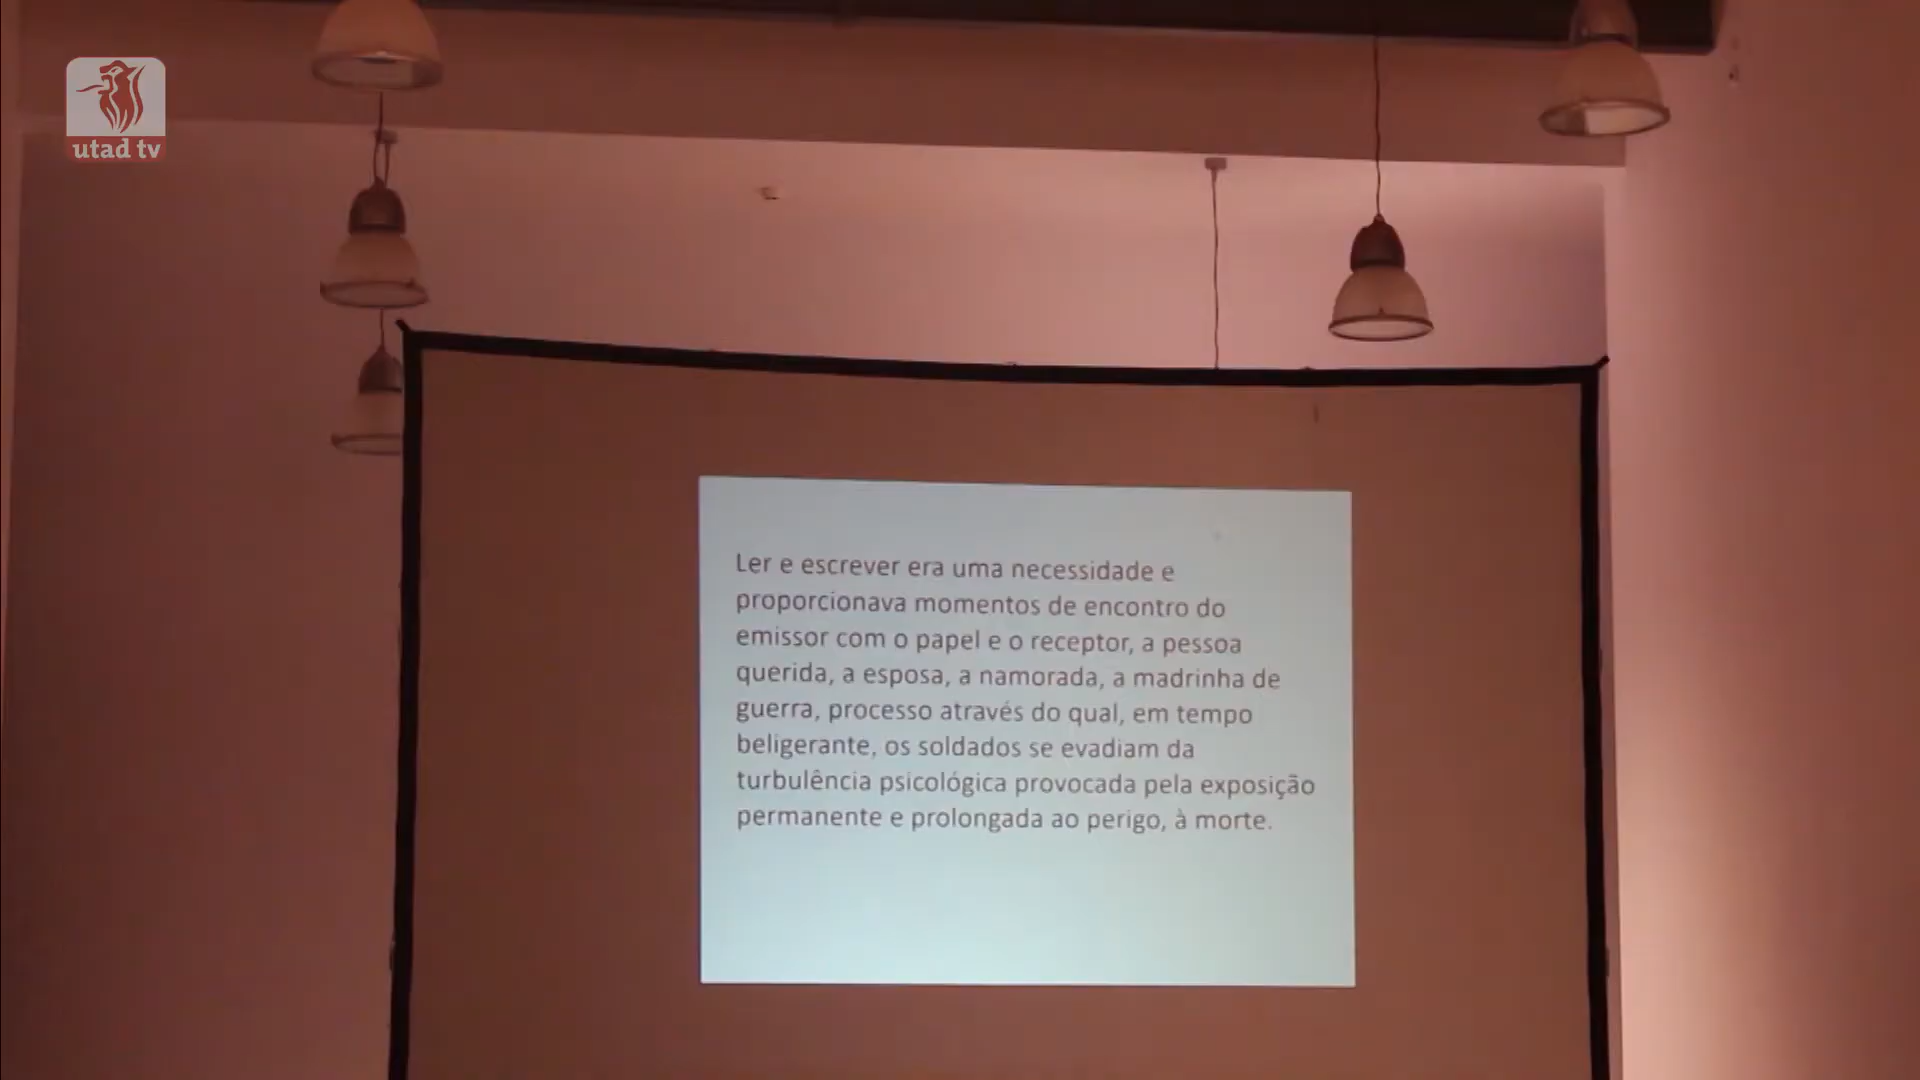 utad tv
Ler e escrever era uma necessidade e
proporcionava momentos de encontro do
emissor com o papel e o receptor, a pessoa
querida, a esposa, a namorada, a madrinha de
guerra, processo através do qual, em tempo
beligerante, os soldados se evadiam da
turbulência psicológica provocada pela exposição
permanente e prolongada ao perigo, à morte.